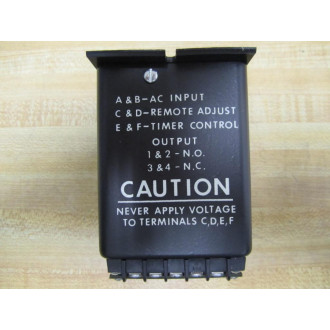 A & B - AC INPUT
C & D - REMOTE ADJUST
E & F - TIMER CONTROL
OUTPUT
1 & 2 - N.O.
3 & 4 - N.C.
CAUTION
NEVER APPLY VOLTAGE
TO TERMINALS C,D,E,F